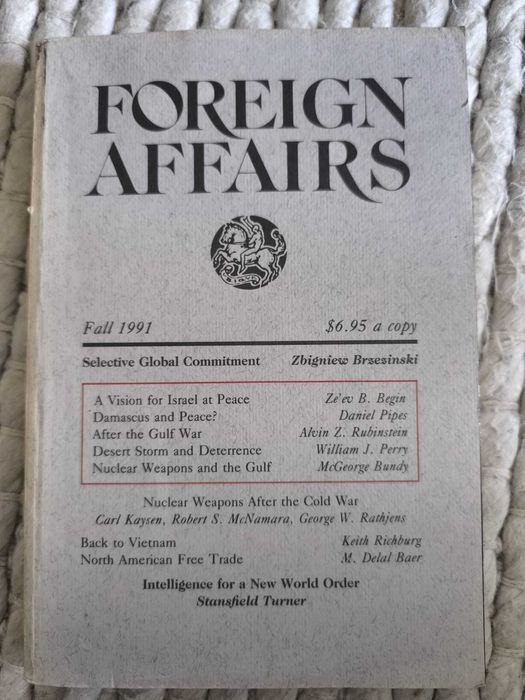 FOREIGN
AFFAIRS
Fall 1991 $6.95 a copy
Selective Global Commitment Zbigniew Brzezinski
A Vision for Israel at Peace Ze'ev B. Begin
Damascus and Peace? Daniel Pipes
After the Gulf War Alvin Z. Rubinstein
Desert Storm and Deterrence William J. Perry
Nuclear Weapons and the Gulf McGeorge Bundy
Nuclear Weapons After the Cold War
Carl Kaysen, Robert S. McNamara, George W. Rathjens
Back to Vietnam Keith Richburg
North American Free Trade M. Delal Baer
Intelligence for a New World Order
Stansfield Turner